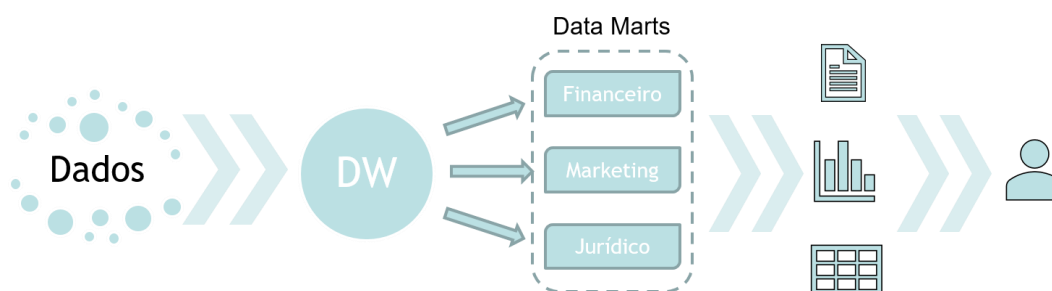 Data Marts
Dados
DW
Financeiro
Marketing
Jurídico